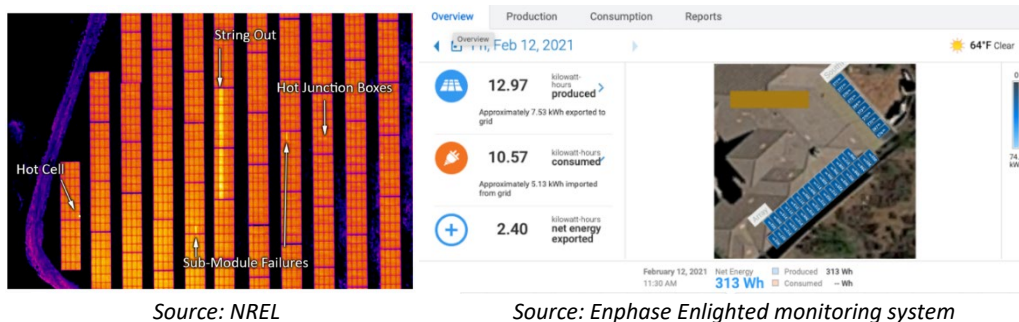 String Out
Hot Junction Boxes
Hot Cell
Sub-Module Failures
Source: NREL
Overview Production Consumption Reports
Overview
Fri, Feb 12, 2021
64°F Clear
12.97 kilowatt-
hours
produced
Approximately 7.53 kWh exported to
grid
10.57 kilowatt-hours
consumed
Approximately 5.13 kWh imported
from grid
2.40 kilowatt-hours
net energy
exported
February 12, 2021 Net Energy Produced 313 Wh
11:30 AM 313 Wh Consumed -- Wh
Source: Enphase Enlighted monitoring system